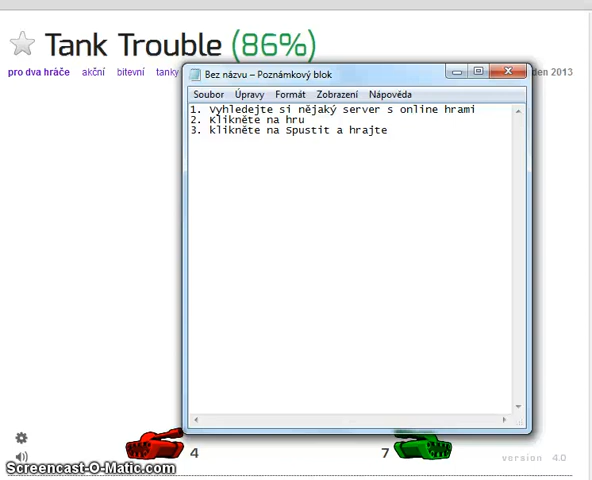 Tank Trouble (86%)
pro dva hráče akční bitevní tanky
den 2013
Bez názvu – Poznámkový blok
Soubor Úpravy Formát Zobrazení Nápověda
1. Vyhledejte si nějaký server s online hrami
2. Klikněte na hru
3. klikněte na Spustit a hrajte
4 7
version 4.0
Screencast-O-Matic.com